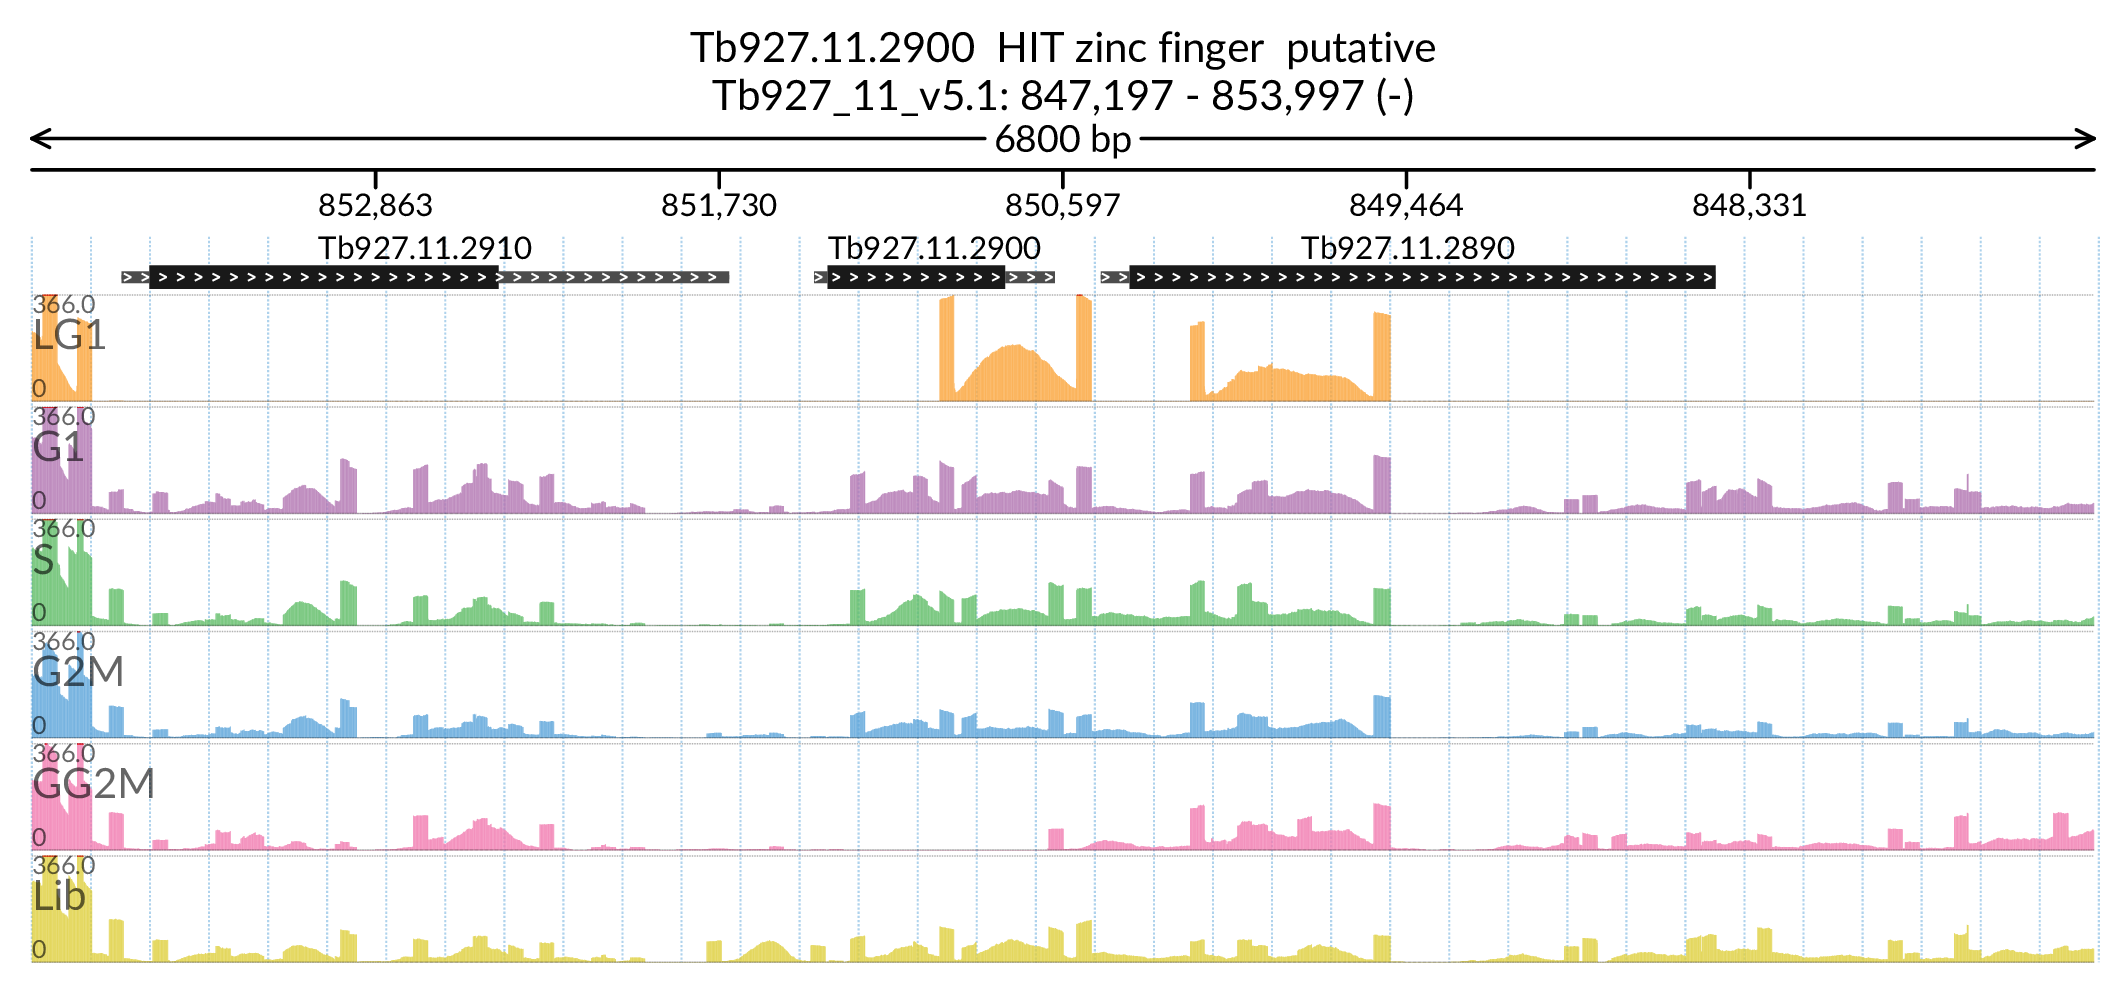 Tb927.11.2900  HIT zinc finger  putative
Tb927_11_v5.1: 847,197 - 853,997 (-)
6800 bp
852,863 851,730 850,597 849,464 848,331
Tb927.11.2910 Tb927.11.2900 Tb927.11.2890
366.0
LG1
0
366.0
G1
0
366.0
S
0
366.0
G2M
0
366.0
GG2M
0
366.0
Lib
0